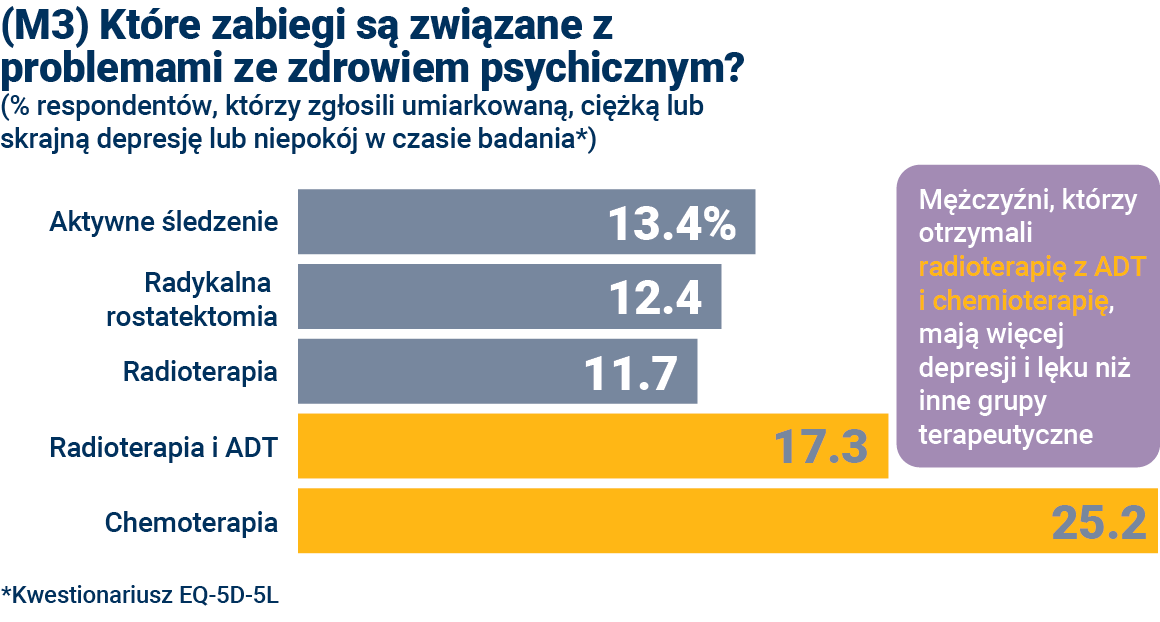 (M3) Które zabiegi są związane z
problemami ze zdrowiem psychicznym?
(% respondentów, którzy zgłosili umiarkowaną, ciężką lub
skrajną depresję lub niepokój w czasie badania*)
Aktywne śledzenie
13.4%
Radykalna
rostatektomia
12.4
Radioterapia
11.7
Radioterapia i ADT
17.3
Chemoterapia
25.2
Mężczyźni, którzy
otrzymali
radioterapię z ADT
i chemioterapię,
mają więcej
depresji i lęku niż
inne grupy
terapeutyczne
*Kwestionariusz EQ-5D-5L